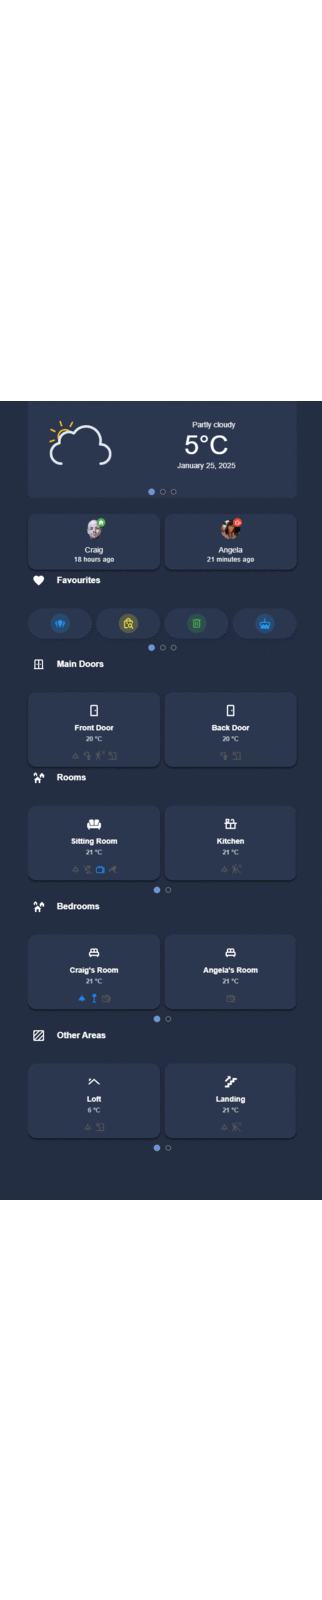 Partly cloudy
5°C
January 25, 2025
Craig
18 hours ago
Angela
21 minutes ago
Favourites
Main Doors
Front Door
20 °C
Back Door
20 °C
Rooms
Sitting Room
21 °C
Kitchen
21 °C
Bedrooms
Craig's Room
21 °C
Angela's Room
21 °C
Other Areas
Loft
6 °C
Landing
21 °C